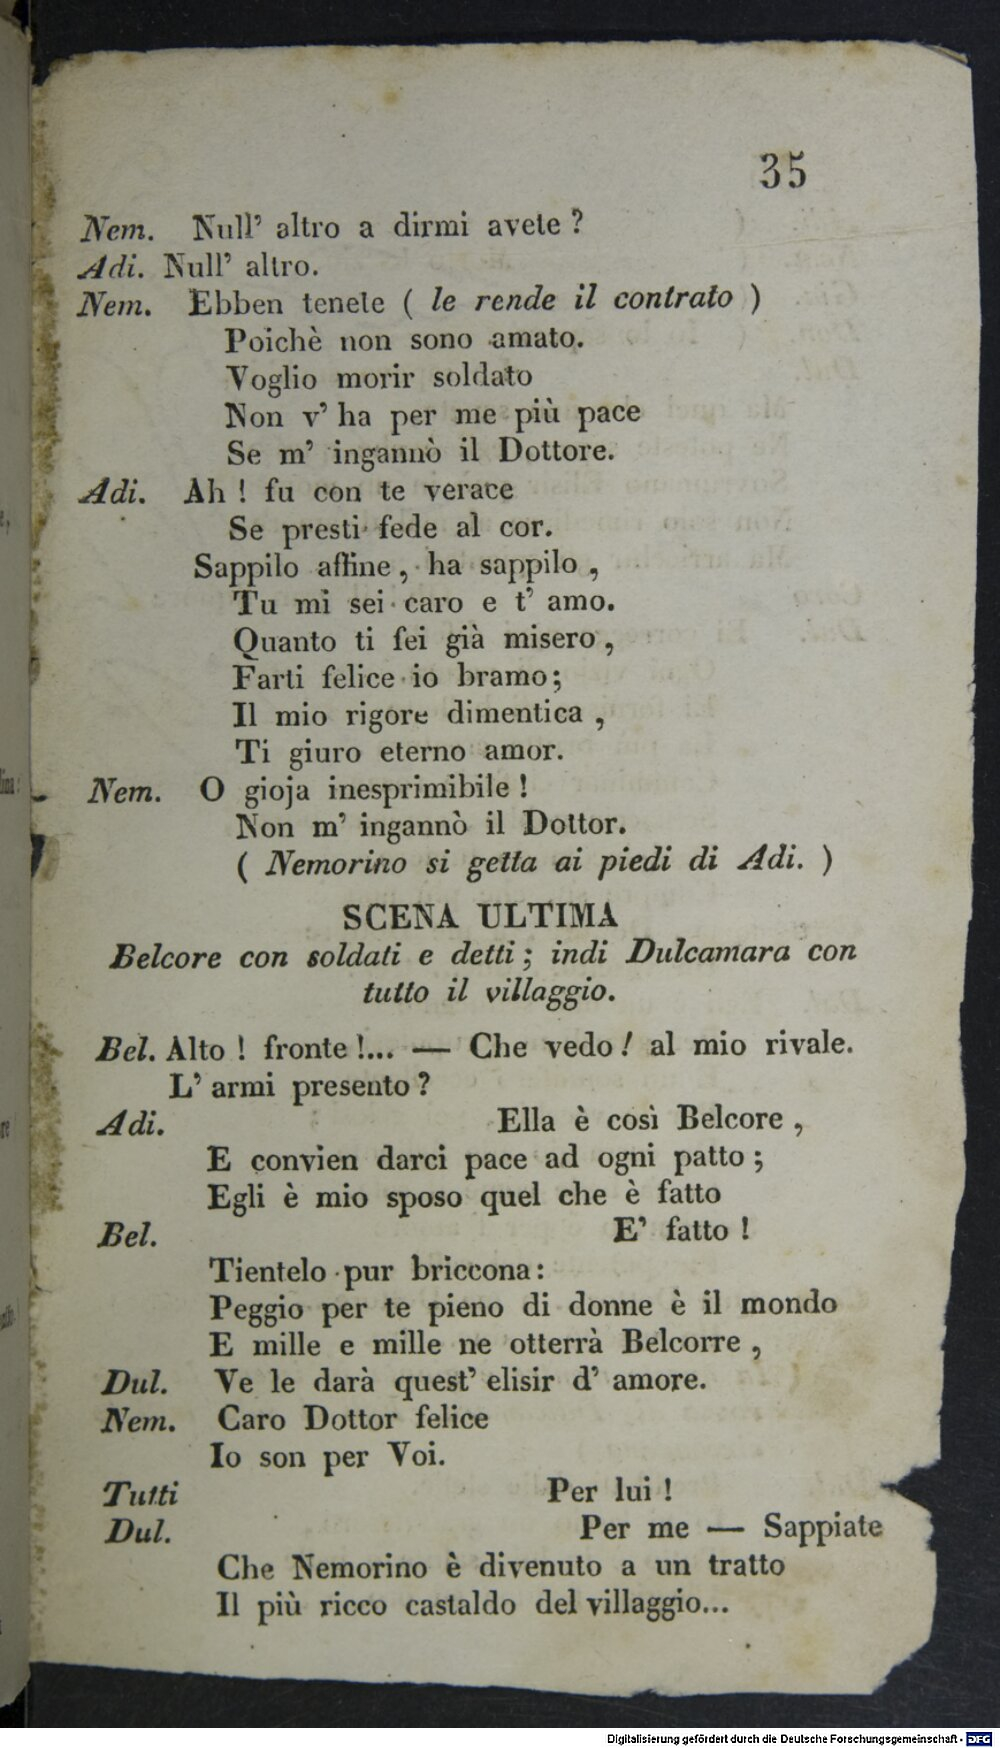 35
Nem. Null' altro a dirmi avete ?
Adi. Null' altro.
Nem. Ebben tenete ( le rende il contrato )
Poichè non sono amato.
Voglio morir soldato
Non v' ha per me più pace
Se m' ingannò il Dottore.
Adi. Ah ! fu con te verace
Se presti fede al cor.
Sappilo affine , ha sappilo ,
Tu mi sei caro e t' amo.
Quanto ti fei già misero ,
Farti felice io bramo ;
Il mio rigore dimentica ,
Ti giuro eterno amor.
Nem. O gioja inesprimibile !
Non m' ingannò il Dottor.
( Nemorino si getta ai piedi di Adi. )
SCENA ULTIMA
Belcore con soldati e detti ; indi Dulcamara con
tutto il villaggio.
Bel. Alto ! fronte !... — Che vedo ! al mio rivale.
L' armi presento ?
Adi. Ella è così Belcore ,
E convien darci pace ad ogni patto ;
Egli è mio sposo quel che è fatto
Bel. E' fatto !
Tientelo pur briccona :
Peggio per te pieno di donne è il mondo
E mille e mille ne otterrà Belcorre ,
Dul. Ve le darà quest' elisir d' amore.
Nem. Caro Dottor felice
Io son per Voi.
Tutti Per lui !
Dul. Per me — Sappiate
Che Nemorino è divenuto a un tratto
Il più ricco castaldo del villaggio...
Digitalisierung gefördert durch die Deutsche Forschungsgemeinschaft - DFG